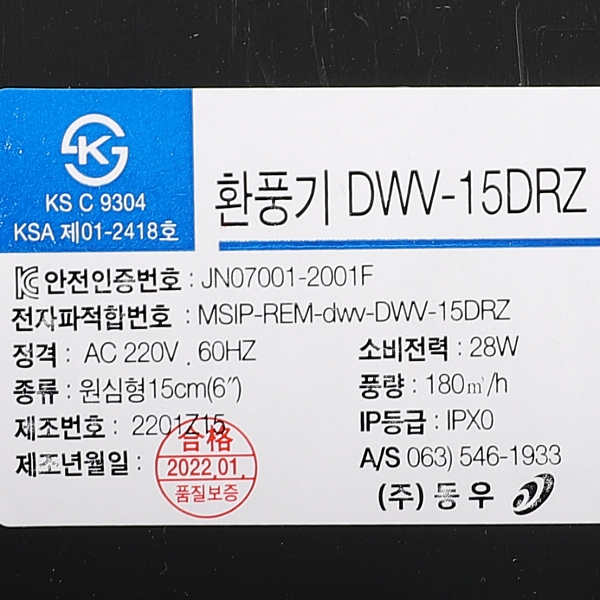 KS
KS C 9304
KSA 제01-2418호
환풍기 DWV-15DRZ
KC 안전인증번호 : JN07001-2001F
전자파적합번호 : MSIP-REM-dwv-DWV-15DRZ
정격 : AC 220V . 60HZ
소비전력 : 28W
종류 : 원심형15cm(6″)
풍량 : 180㎥/h
제조번호 : 2201Z15
IP등급 : IPX0
제조년월일 :
合格
2022.01.
품질보증
A/S 063) 546-1933
(주) 동우